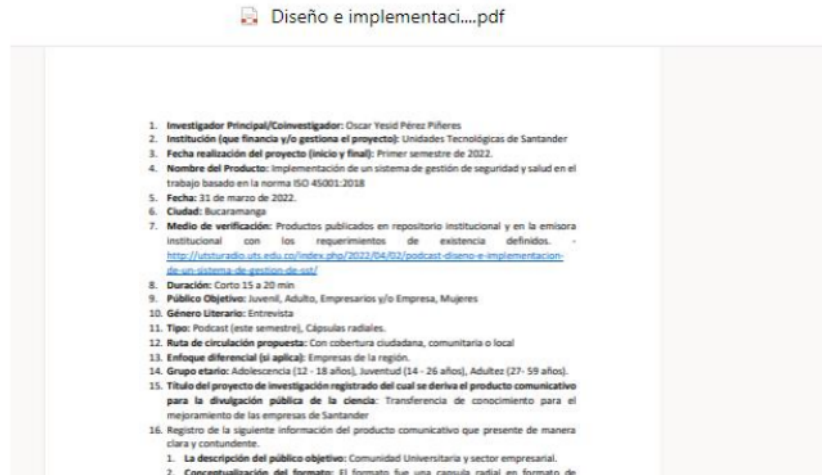 Diseño e implementaci....pdf
1. Investigador Principal/Coinvestigador: Oscar Yesid Pérez Piñeres
2. Institución (que financia y/o gestiona el proyecto): Unidades Tecnológicas de Santander
3. Fecha realización del proyecto (inicio y final): Primer semestre de 2022.
4. Nombre del Producto: Implementación de un sistema de gestión de seguridad y salud en el
trabajo basado en la norma ISO 45001:2018
5. Fecha: 31 de marzo de 2022.
6. Ciudad: Bucaramanga
7. Medio de verificación: Productos publicados en repositorio institucional y en la emisora
institucional con los requerimientos de existencia definidos. -
http://utsturadio.uts.edu.co/index.php/2022/04/02/podcast-diseno-e-implementacion-
de-un-sistema-de-gestion-de-sst/
8. Duración: Corto 15 a 20 min
9. Público Objetivo: Juvenil, Adulto, Empresarios y/o Empresa, Mujeres
10. Género Literario: Entrevista
11. Tipo: Podcast (este semestre), Cápsulas radiales.
12. Ruta de circulación propuesta: Con cobertura ciudadana, comunitaria o local
13. Enfoque diferencial (si aplica): Empresas de la región.
14. Grupo etario: Adolescencia (12 - 18 años), Juventud (14 - 26 años), Adultez (27- 59 años).
15. Título del proyecto de investigación registrado del cual se deriva el producto comunicativo
para la divulgación pública de la ciencia: Transferencia de conocimiento para el
mejoramiento de las empresas de Santander
16. Registro de la siguiente información del producto comunicativo que presente de manera
clara y contundente.
1. La descripción del público objetivo: Comunidad Universitaria y sector empresarial.
2. Conceptualización del formato: El formato fue una capsula radial en formato de